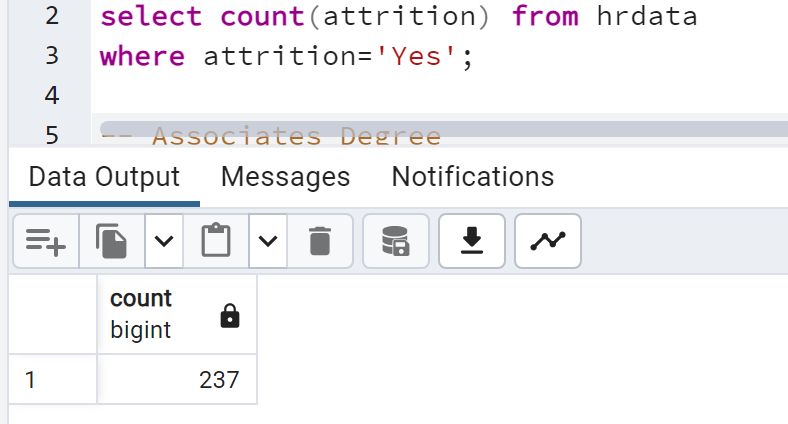 2 select count(attrition) from hrdata
3 where attrition='Yes';
4
5 -- Associates Degree
Data Output Messages Notifications
count
bigint
1 237